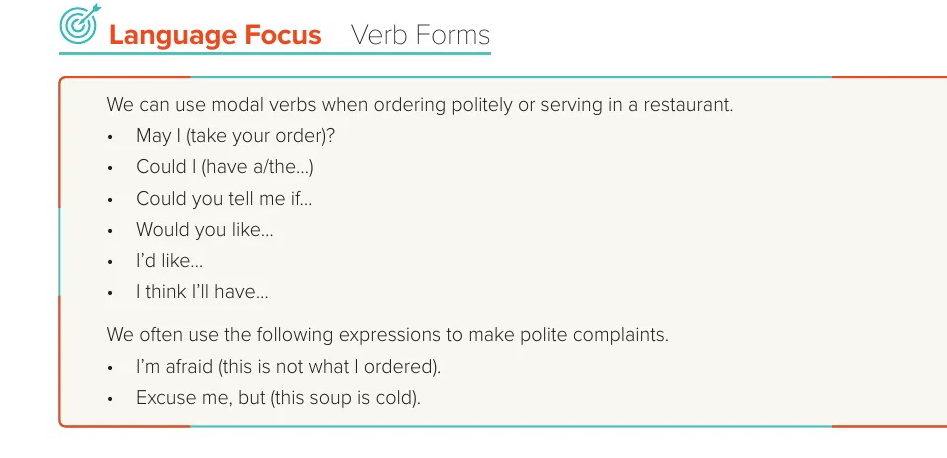 Language Focus Verb Forms
We can use modal verbs when ordering politely or serving in a restaurant.
• May I (take your order)?
• Could I (have a/the...)
• Could you tell me if...
• Would you like...
• I’d like...
• I think I’ll have...
We often use the following expressions to make polite complaints.
• I’m afraid (this is not what I ordered).
• Excuse me, but (this soup is cold).